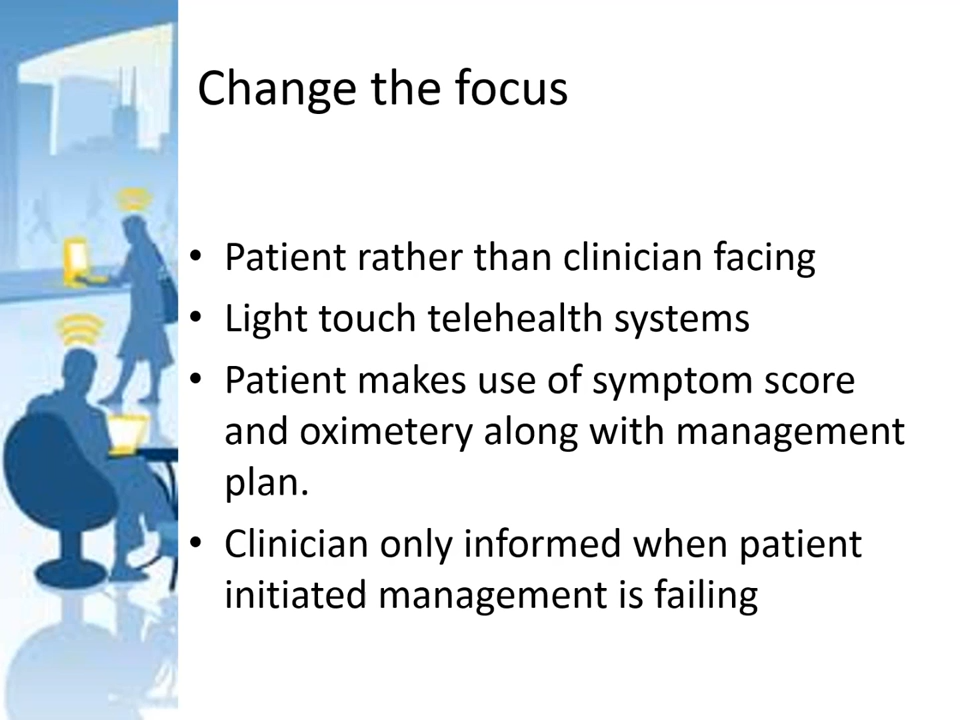 Change the focus
• Patient rather than clinician facing
• Light touch telehealth systems
• Patient makes use of symptom score
and oximetery along with management
plan.
• Clinician only informed when patient
initiated management is failing